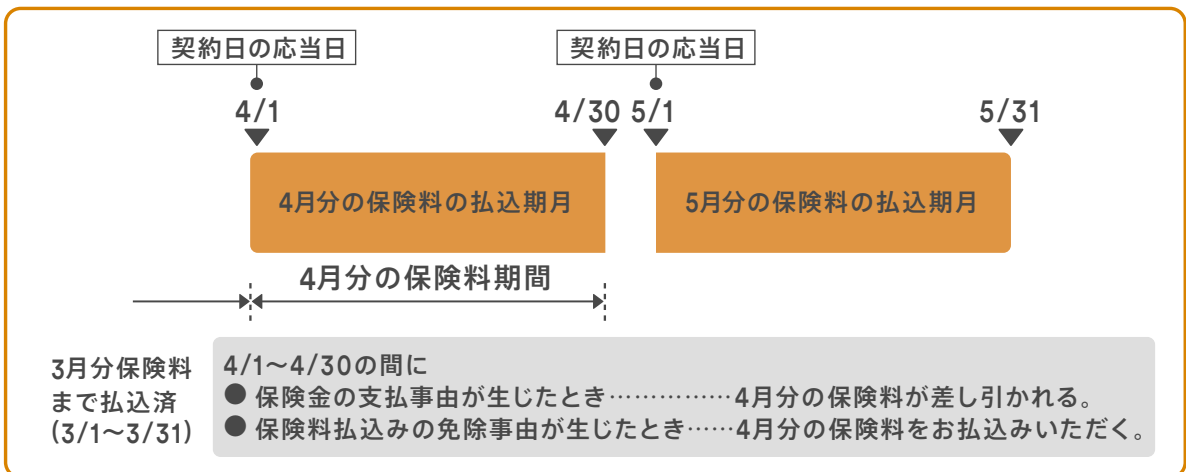 契約日の応当日
契約日の応当日
4/1
4/30
5/1
5/31
4月分の保険料の払込期月
5月分の保険料の払込期月
4月分の保険料期間
3月分保険料
まで払込済
(3/1〜3/31)
4/1〜4/30の間に
● 保険金の支払事由が生じたとき……………4月分の保険料が差し引かれる。
● 保険料払込みの免除事由が生じたとき……4月分の保険料をお払込みいただく。